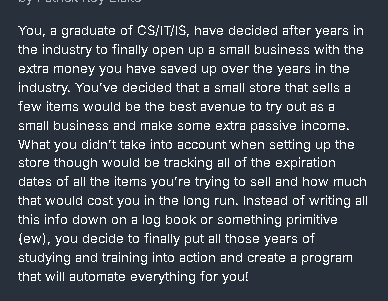 You, a graduate of CS/IT/IS, have decided after years in
the industry to finally open up a small business with the
extra money you have saved up over the years in the
industry. You've decided that a small store that sells a
few items would be the best avenue to try out as a
small business and make some extra passive income.
What you didn't take into account when setting up the
store though would be tracking all of the expiration
dates of all the items you're trying to sell and how much
that would cost you in the long run. Instead of writing all
this info down on a log book or something primitive
(ew), you decide to finally put all those years of
studying and training into action and create a program
that will automate everything for you!